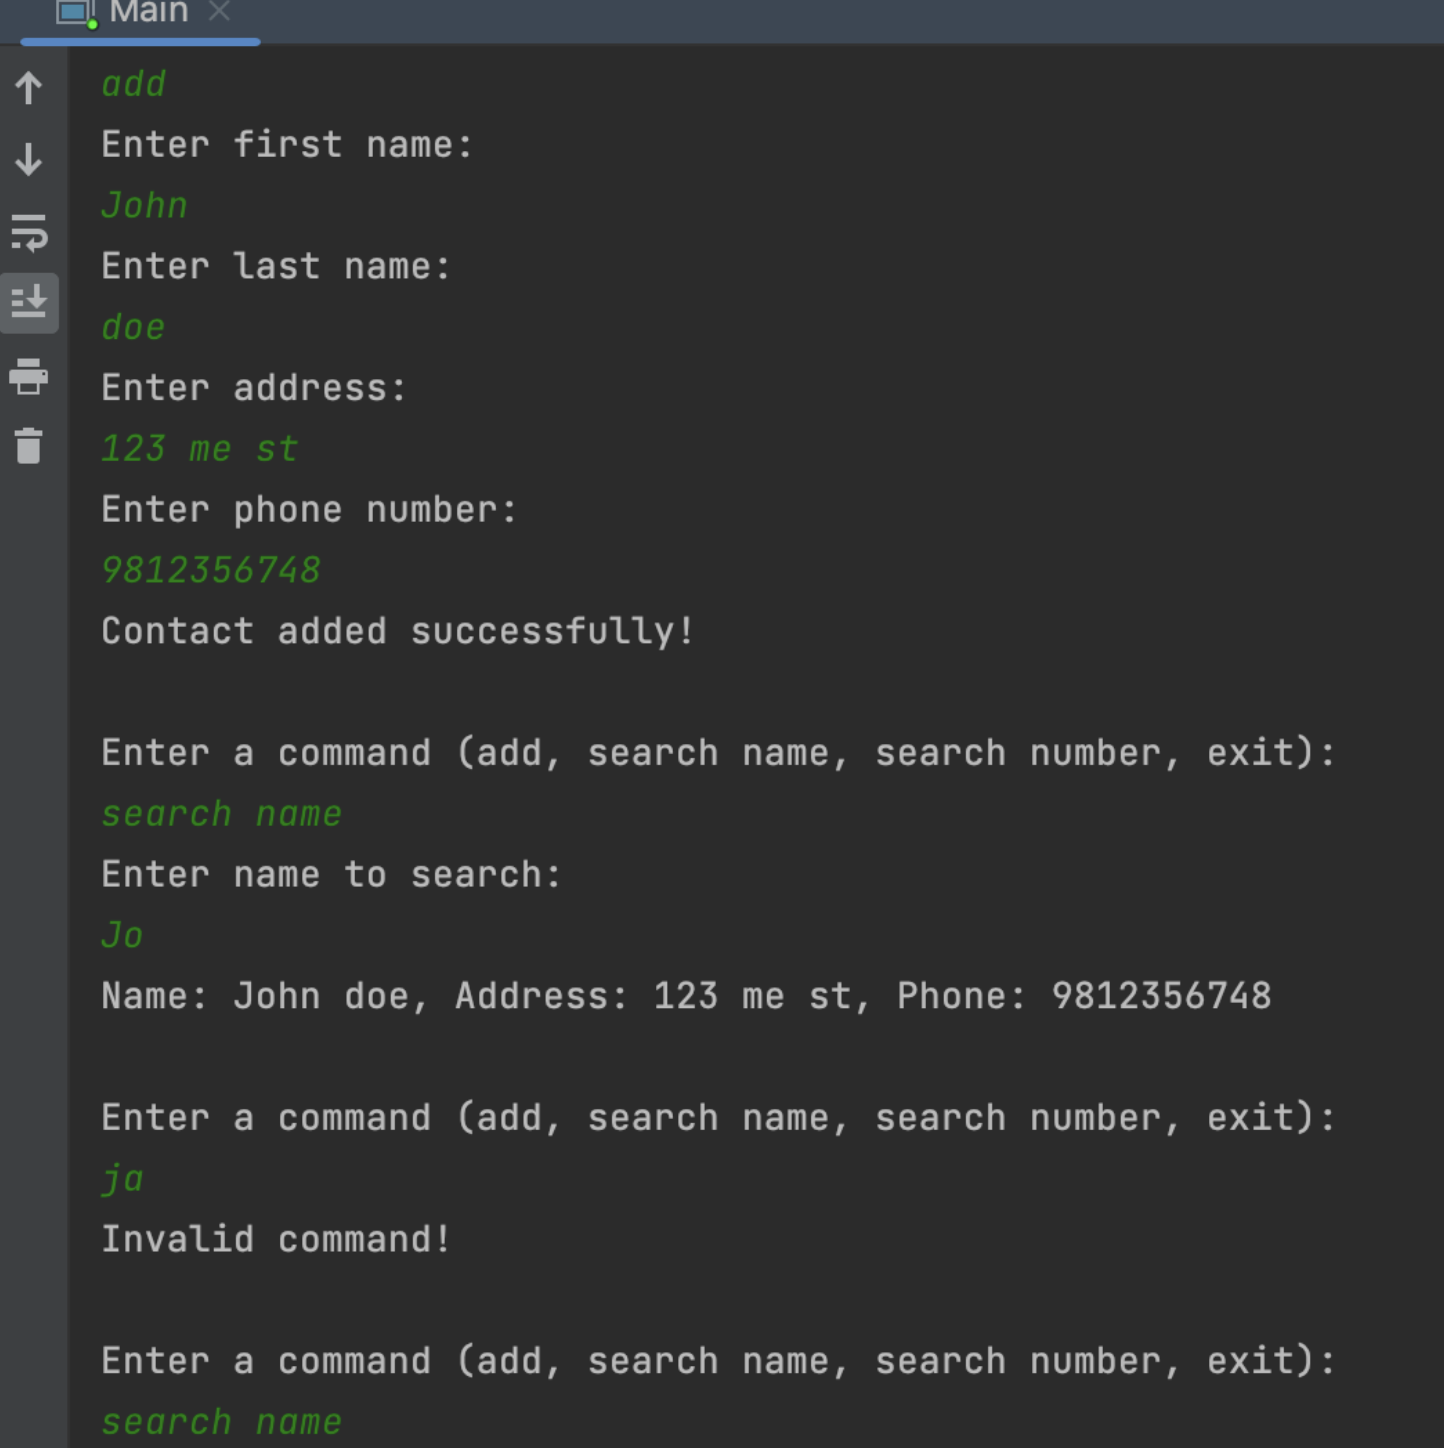 Main
add
Enter first name:
John
Enter last name:
doe
Enter address:
123 me st
Enter phone number:
9812356748
Contact added successfully!
Enter a command (add, search name, search number, exit):
search name
Enter name to search:
Jo
Name: John doe, Address: 123 me st, Phone: 9812356748
Enter a command (add, search name, search number, exit):
ja
Invalid command!
Enter a command (add, search name, search number, exit):
search name